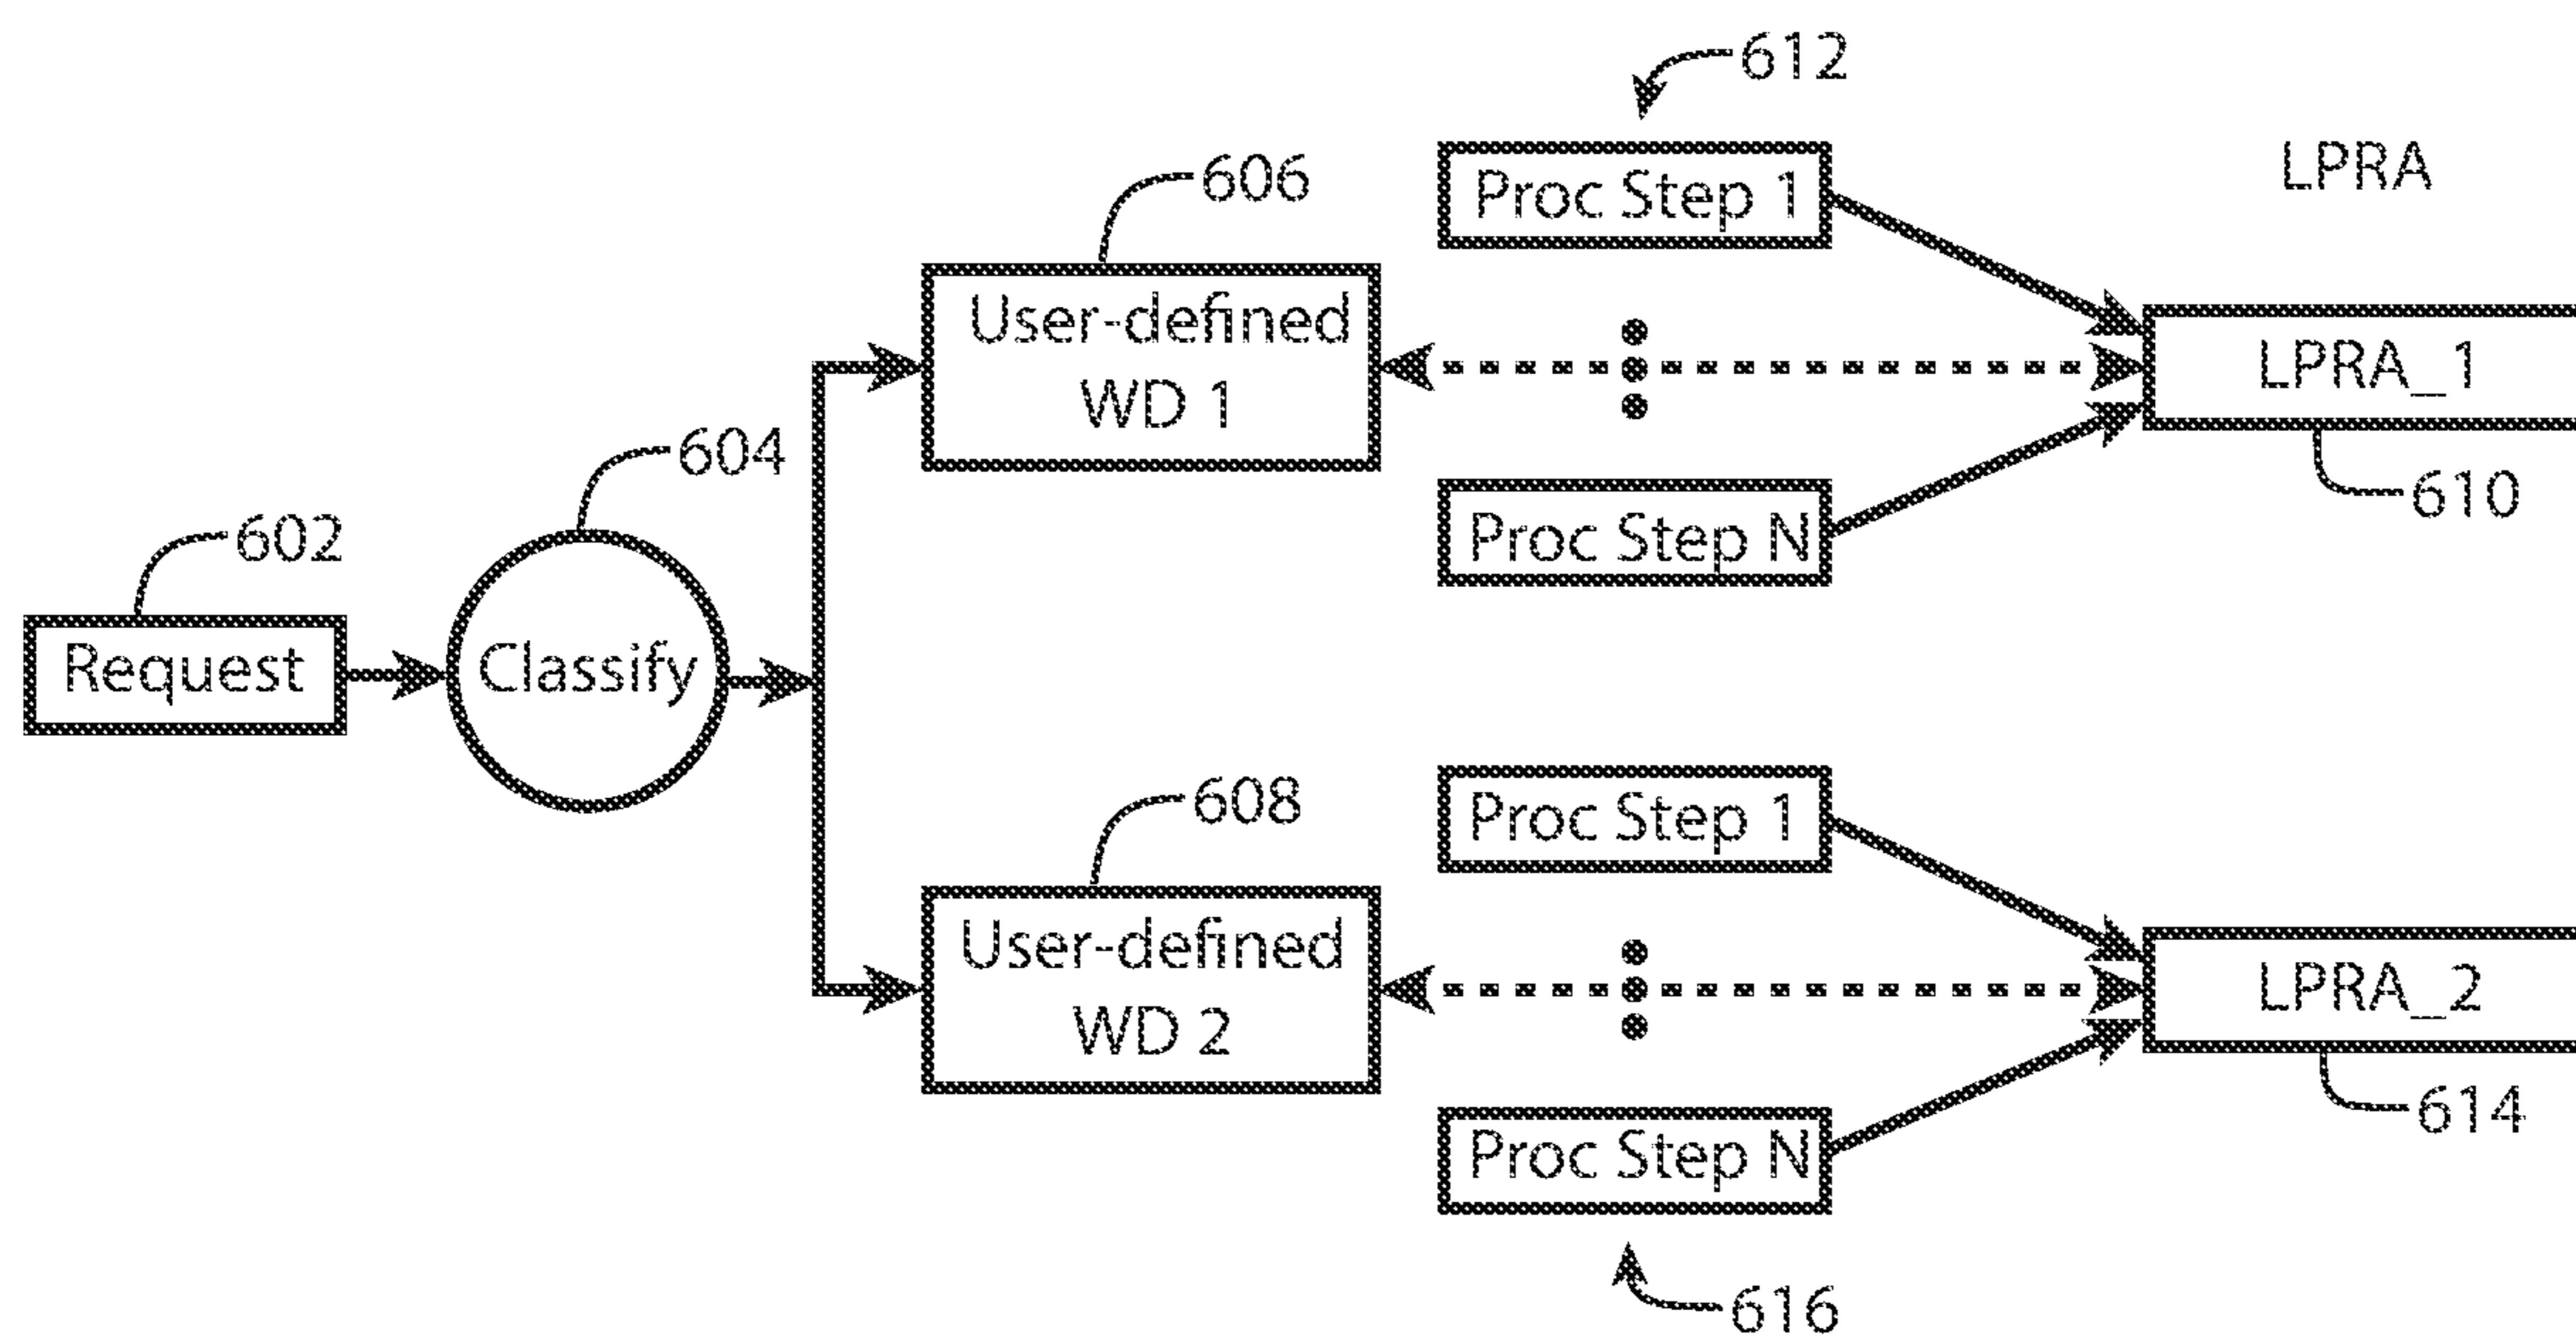 612
Proc Step 1
LPRA
606
User-defined
WD 1
LPRA_1
604
610
602
Proc Step N
Request
Classify
608
Proc Step 1
User-defined
WD 2
LPRA_2
614
Proc Step N
616